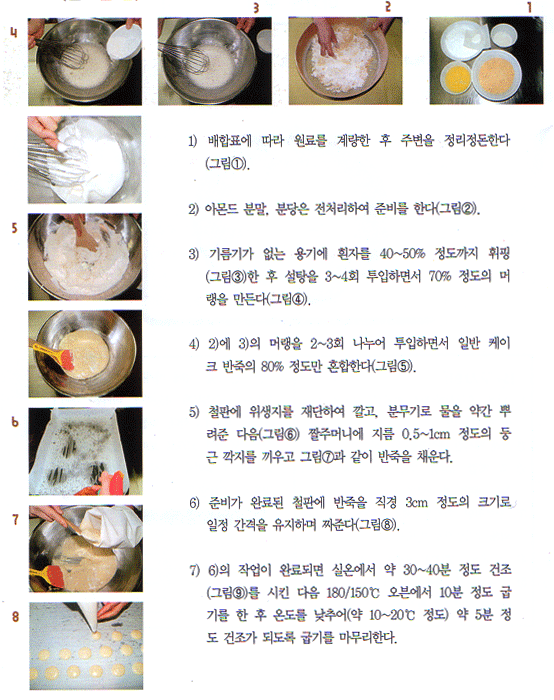 4
3
2
1
1) 배합표에 따라 원료를 계량한 후 주변을 정리정돈한다
(그림①).
2) 아몬드 분말, 분당은 전처리하여 준비를 한다(그림②).
3) 기름기가 없는 용기에 흰자를 40~50% 정도까지 휘핑
(그림③)한 후 설탕을 3~4회 투입하면서 70% 정도의 머
랭을 만든다(그림④).
5
4) 2)에 3)의 머랭을 2~3회 나누어 투입하면서 일반 케이
크 반죽의 80% 정도만 혼합한다(그림⑤).
6
5) 철판에 위생지를 재단하여 깔고, 분무기로 물을 약간 뿌
려준 다음(그림⑥) 짤주머니에 지름 0.5~1cm 정도의 둥
근 깍지를 끼우고 그림⑦과 같이 반죽을 채운다.
7
6) 준비가 완료된 철판에 반죽을 직경 3cm 정도의 크기로
일정 간격을 유지하며 짜준다(그림⑧).
8
7) 6)의 작업이 완료되면 실온에서 약 30~40분 정도 건조
(그림⑨)를 시킨 다음 180/150℃ 오븐에서 10분 정도 굽
기를 한 후 온도를 낮추어(약 10~20℃ 정도) 약 5분 정
도 건조가 되도록 굽기를 마무리한다.